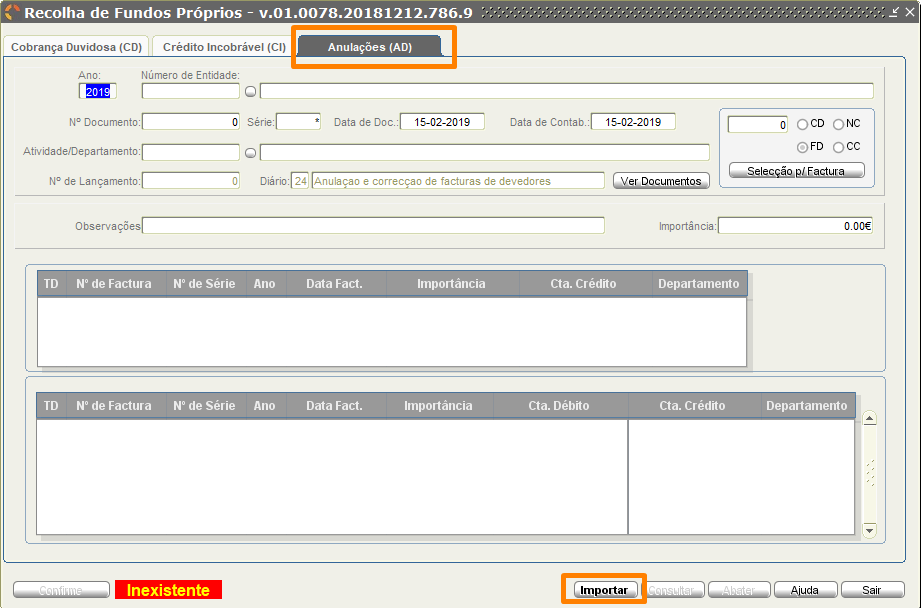 Recolha de Fundos Próprios - v.01.0078.20181212.786.9
Cobrança Duvidosa (CD) Crédito Incobrável (CI) Anulações (AD)
Ano: Número de Entidade:
2019
Nº Documento: 0 Série: * Data de Doc.: 15-02-2019 Data de Contab.: 15-02-2019 0 CD NC
FD CC
Atividade/Departamento:
Selecção p/ Factura
Nº de Lançamento: 0 Diário: 24 Anulaçao e correcçao de facturas de devedores Ver Documentos
Observações Importância: 0.00€
TD Nº de Factura Nº de Série Ano Data Fact. Importância Cta. Crédito Departamento
TD Nº de Factura Nº de Série Ano Data Fact. Importância Cta. Débito Cta. Crédito Departamento
Confirme Inexistente Importar Consultar Abater Ajuda Sair